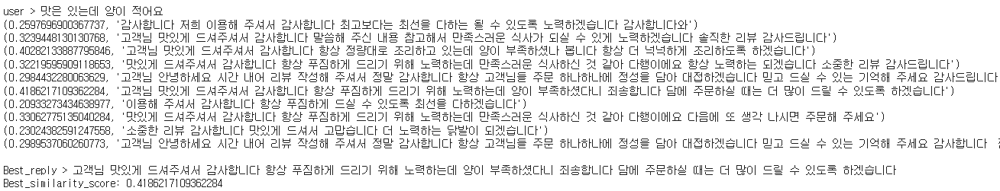 user > 맛은 있는데 양이 적어요
(0.2597696900367737, '감사합니다 저희 이용해 주셔서 감사합니다 최고보다는 최선을 다하는 될 수 있도록 노력하겠습니다 감사합니다와')
(0.3239448130130768, '고객님 맛있게 드셔주셔서 감사합니다 말씀해 주신 내용 참고해서 만족스러운 식사가 되실 수 있게 노력하겠습니다 솔직한 리뷰 감사드립니다')
(0.40282133887795846, '고객님 맛있게 드셔주셔서 감사합니다 항상 정량대로 조리하고 있는데 양이 부족하셨나 봅니다 항상 더 넉넉하게 조리하도록 하겠습니다')
(0.32219595909118653, '맛있게 드셔주셔서 감사합니다 항상 푸짐하게 드리기 위해 노력하는데 만족스러운 식사하신 것 같아 다행이에요 항상 노력하는 되겠습니다 소중한 리뷰 감사드립니다')
(0.2984432280063629, '고객님 안녕하세요 시간 내어 리뷰 작성해 주셔서 정말 감사합니다 항상 고객님들 주문 하나하나에 정성을 담아 대접하겠습니다 믿고 드실 수 있는 기억해 주세요 감사드립니다
(0.4186217109362284, '고객님 맛있게 드셔주셔서 감사합니다 항상 푸짐하게 드리기 위해 노력하는데 양이 부족하셨다니 죄송합니다 담에 주문하실 때는 더 많이 드릴 수 있도록 하겠습니다')
(0.20933273434638977, '이용해 주셔서 감사합니다 항상 푸짐하게 드실 수 있도록 최선을 다하겠습니다')
(0.33062775135040284, '맛있게 드셔주셔서 감사합니다 항상 푸짐하게 드리기 위해 노력하는데 만족스러운 식사하신 것 같아 다행이에요 다음에 또 생각 나시면 주문해 주세요')
(0.23024382591247558, '소중한 리뷰 감사합니다 맛있게 드셔서 고맙습니다 더 노력하는 닭발이 되겠습니다')
(0.2989537060260773, '고객님 안녕하세요 시간 내어 리뷰 작성해 주셔서 정말 감사합니다 항상 고객님들 주문 하나하나에 정성을 담아 대접하겠습니다 믿고 드실 수 있는 기억해 주세요 감사합니다
Best_reply > 고객님 맛있게 드셔주셔서 감사합니다 항상 푸짐하게 드리기 위해 노력하는데 양이 부족하셨다니 죄송합니다 담에 주문하실 때는 더 많이 드릴 수 있도록 하겠습니다
Best_similarity_score: 0.4186217109362284